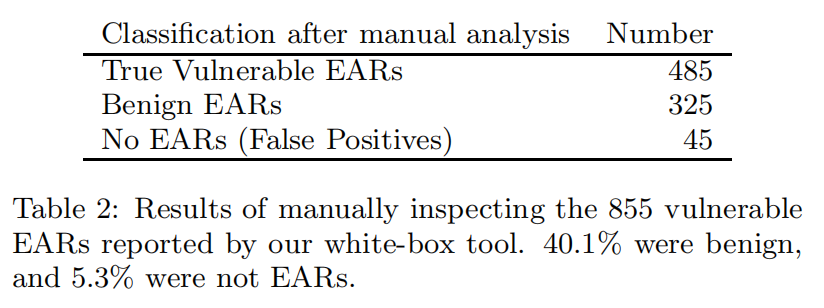 Classification after manual analysis Number
True Vulnerable EARs 485
Benign EARs 325
No EARs (False Positives) 45
Table 2: Results of manually inspecting the 855 vulnerable
EARs reported by our white-box tool. 40.1% were benign,
and 5.3% were not EARs.